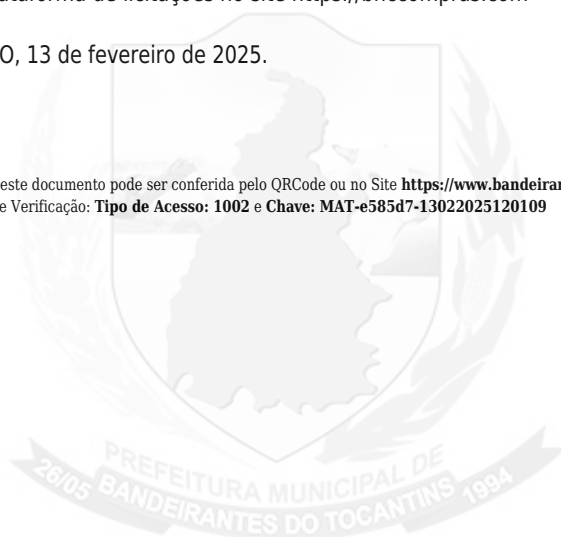 O, 13 de fevereiro de 2025.
este documento pode ser conferida pelo QRCode ou no Site https://www.bandeiran
e Verificação: Tipo de Acesso: 1002 e Chave: MAT-e585d7-13022025120109
PREFEITURA MUNICIPAL DE
26/05 BANDEIRANTES DO TOCANTINS 1994